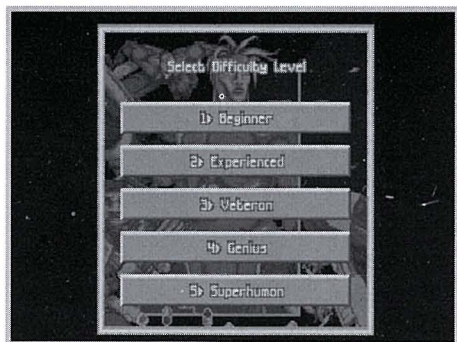 Select Difficulty Level
1> Beginner
2> Experienced
3> Veteran
4> Genius
5> Superhuman